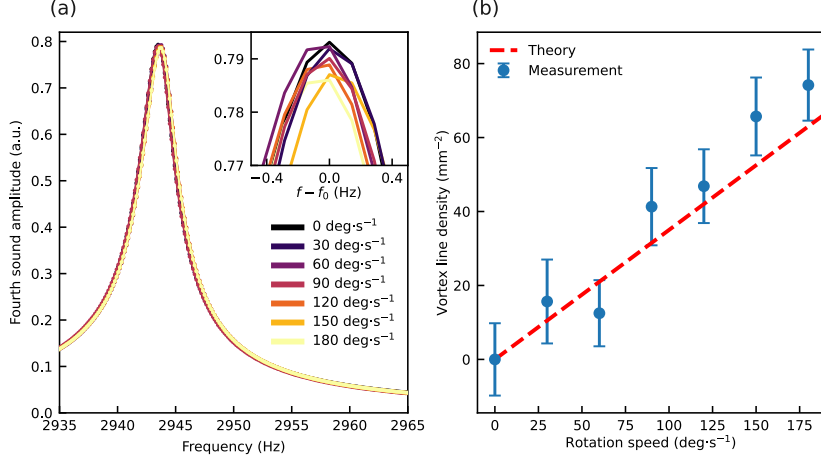 (a)
(b)
0.8
0.7
0.6
0.5
0.4
0.3
0.2
0.1
0.0
Fourth sound amplitude (a.u.)
2935 2940 2945 2950 2955 2960 2965
Frequency (Hz)
0.79
0.78
0.77
−0.4 0.0 0.4
f − f₀ (Hz)
0 deg·s⁻¹
30 deg·s⁻¹
60 deg·s⁻¹
90 deg·s⁻¹
120 deg·s⁻¹
150 deg·s⁻¹
180 deg·s⁻¹
Theory
Measurement
80
60
40
20
0
Vortex line density (mm⁻²)
0 25 50 75 100 125 150 175
Rotation speed (deg·s⁻¹)